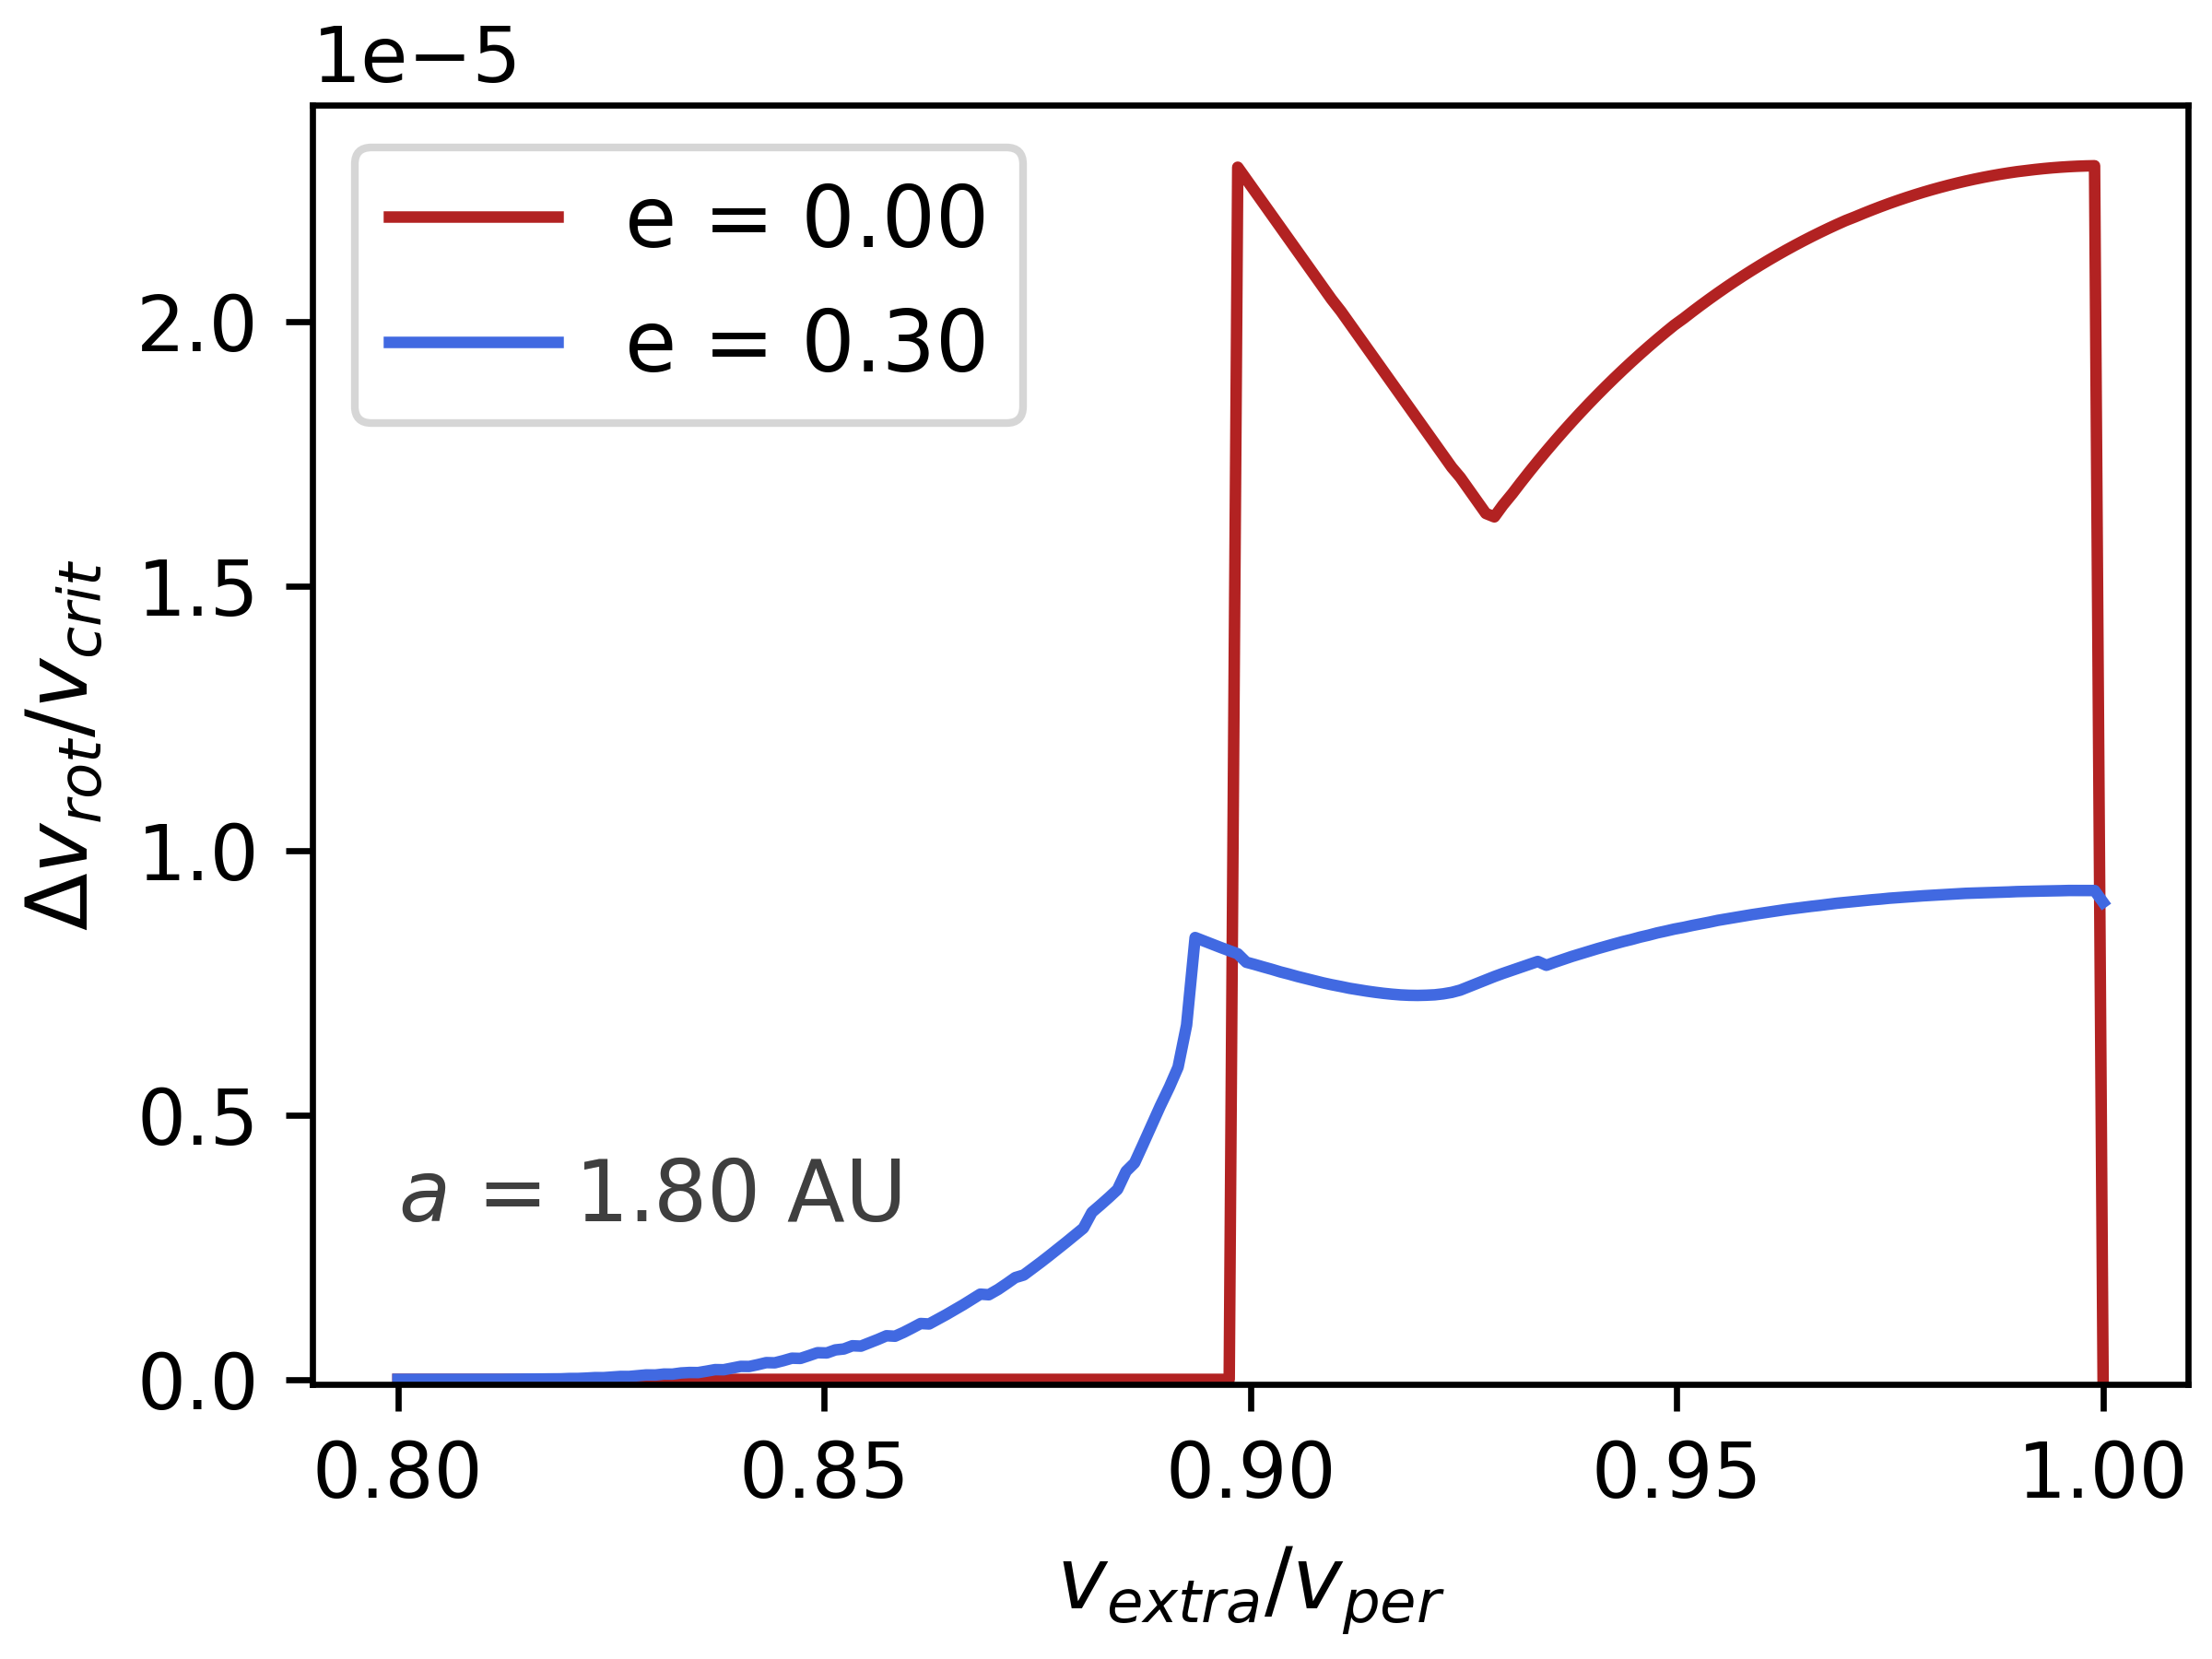 1e−5
e = 0.00
e = 0.30
2.0
1.5
1.0
0.5
0.0
Δv_rot/v_crit
a = 1.80 AU
0.80 0.85 0.90 0.95 1.00
v_extra/v_per